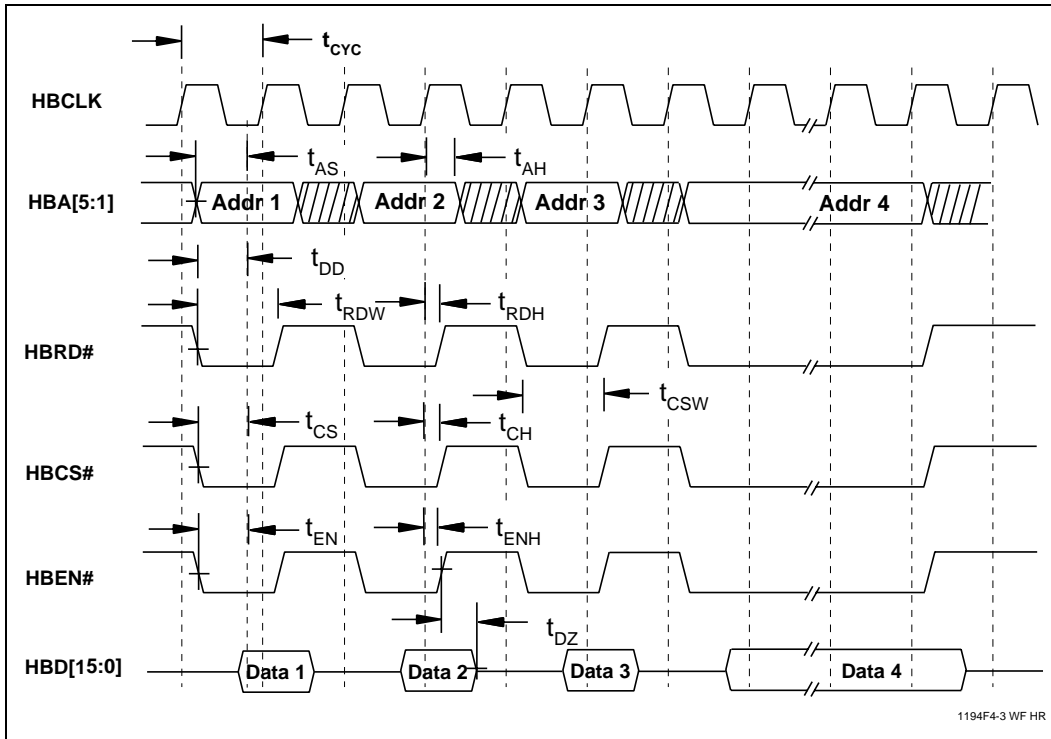 tCYC
HBCLK
tAS
tAH
HBA[5:1]
Addr 1
Addr 2
Addr 3
Addr 4
tDD
tRDW
tRDH
HBRD#
tCSW
tCS
tCH
HBCS#
tEN
tENH
HBEN#
tDZ
HBD[15:0]
Data 1
Data 2
Data 3
Data 4
1194F4-3 WF HR